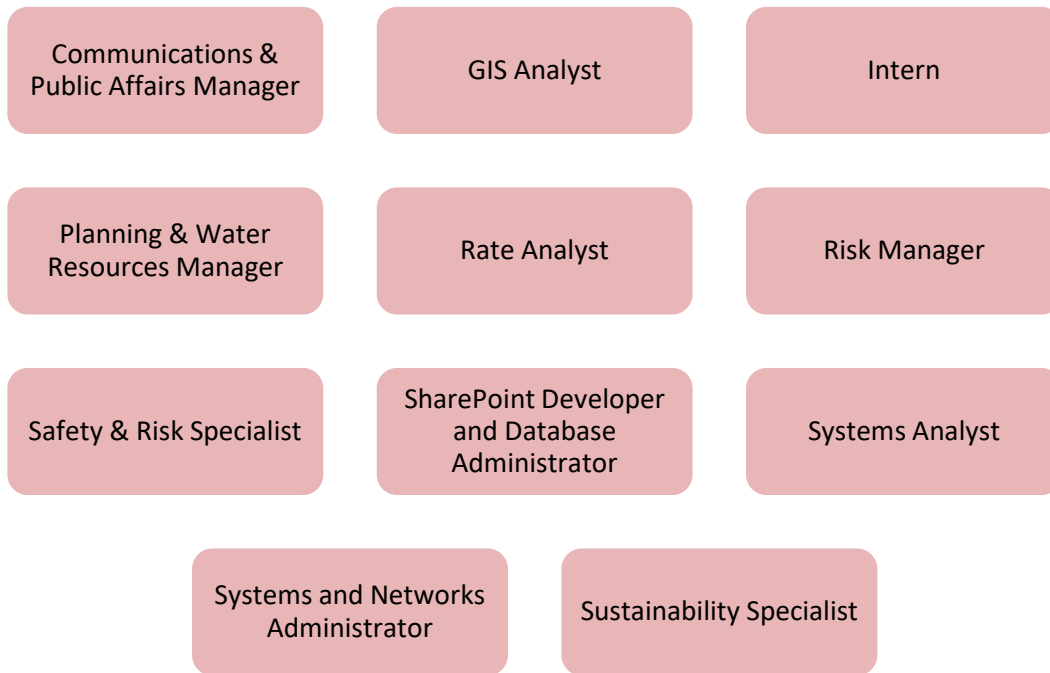 Communications &
Public Affairs Manager
GIS Analyst
Intern
Planning & Water
Resources Manager
Rate Analyst
Risk Manager
Safety & Risk Specialist
SharePoint Developer
and Database
Administrator
Systems Analyst
Systems and Networks
Administrator
Sustainability Specialist